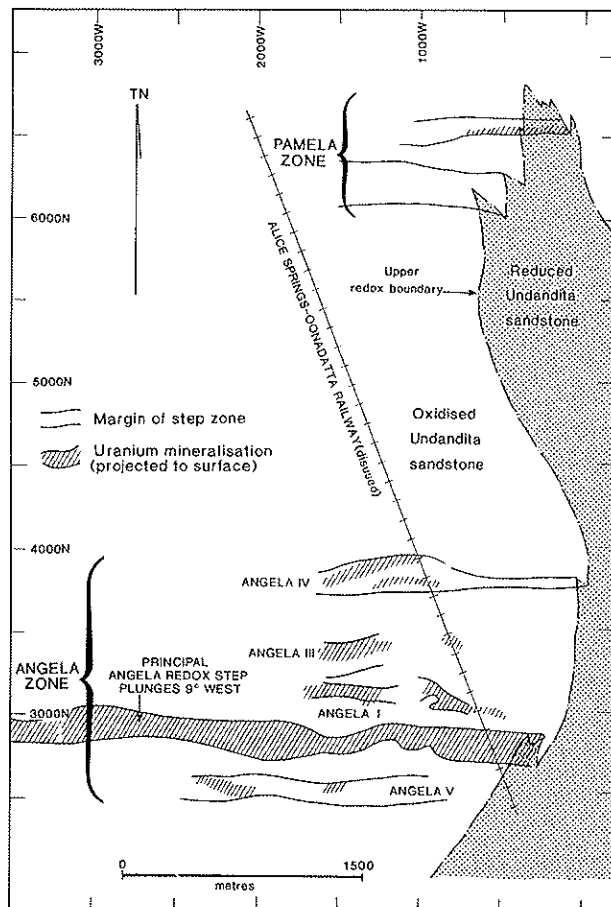 3000W
2000W
1000W
TN
PAMELA
ZONE
6000N
Upper
redox boundary
Reduced
Undandita
sandstone
ALICE SPRINGS-OONADATTA RAILWAY (disused)
5000N
Margin of step zone
Uranium mineralisation
(projected to surface)
Oxidised
Undandita
sandstone
4000N
ANGELA IV
ANGELA III
ANGELA
ZONE
PRINCIPAL
ANGELA REDOX STEP
PLUNGES 9° WEST
3000N
ANGELA I
ANGELA V
0
1500
metres